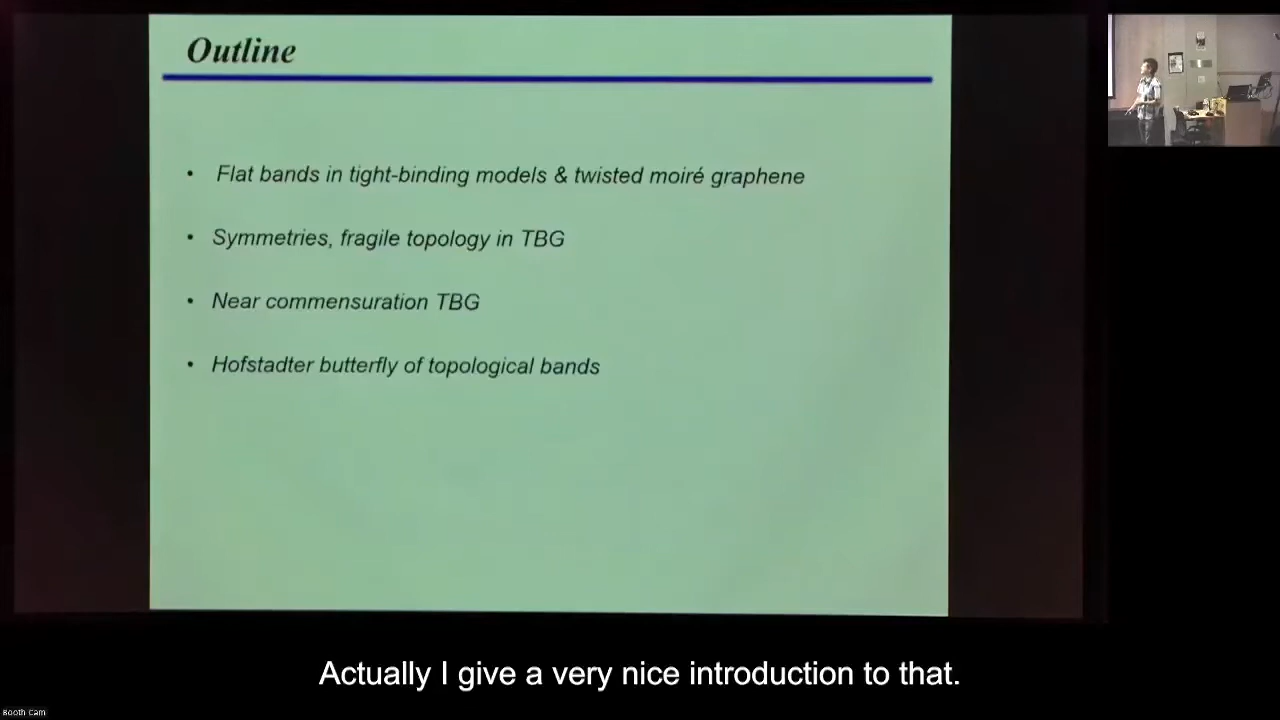 Outline
• Flat bands in tight-binding models & twisted moiré graphene
• Symmetries, fragile topology in TBG
• Near commensuration TBG
• Hofstadter butterfly of topological bands
Actually I give a very nice introduction to that.
Booth Cam